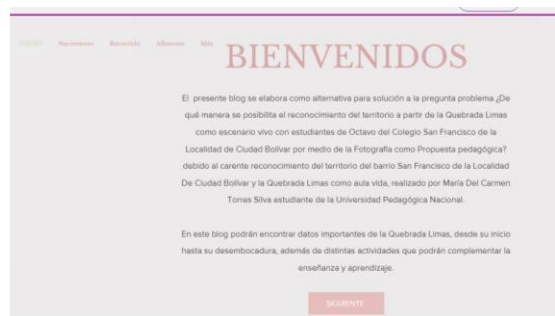 INICIO Nacimiento Recorrido Afluentes Más
BIENVENIDOS
El presente blog se elabora como alternativa para solución a la pregunta problema ¿De
qué manera se posibilita el reconocimiento del territorio a partir de la Quebrada Limas
como escenario vivo con estudiantes de Octavo del Colegio San Francisco de la
Localidad de Ciudad Bolívar por medio de la Fotografía como Propuesta pedagógica?
debido al carente reconocimiento del territorio del barrio San Francisco de la Localidad
De Ciudad Bolívar y la Quebrada Limas como aula vida, realizado por María Del Carmen
Torres Silva estudiante de la Universidad Pedagógica Nacional.
En este blog podrán encontrar datos importantes de la Quebrada Limas, desde su inicio
hasta su desembocadura, además de distintas actividades que podrán complementar la
enseñanza y aprendizaje.
SIGUIENTE